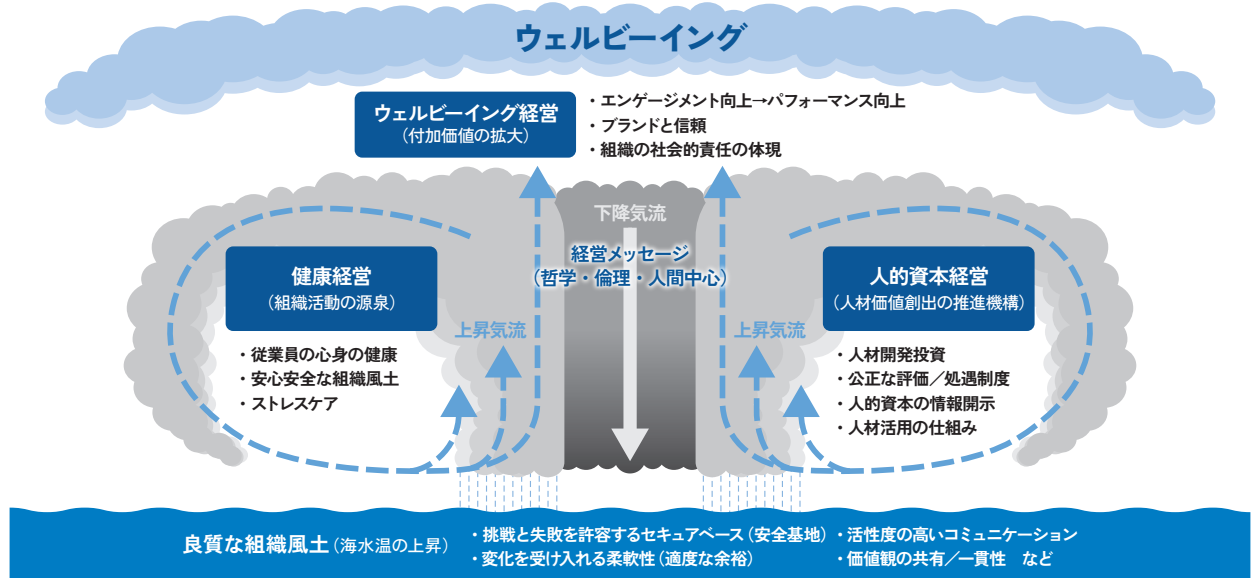 ウェルビーイング
ウェルビーイング経営
（付加価値の拡大）
・エンゲージメント向上→パフォーマンス向上
・ブランドと信頼
・組織の社会的責任の体現
下降気流
経営メッセージ
（哲学・倫理・人間中心）
健康経営
（組織活動の源泉）
・従業員の心身の健康
・安心安全な組織風土
・ストレスケア
上昇気流
上昇気流
人的資本経営
（人材価値創出の推進機構）
・人材開発投資
・公正な評価／処遇制度
・人的資本の情報開示
・人材活用の仕組み
良質な組織風土（海水温の上昇）
・挑戦と失敗を許容するセキュアベース（安全基地）
・変化を受け入れる柔軟性（適度な余裕）
・活性度の高いコミュニケーション
・価値観の共有／一貫性　など